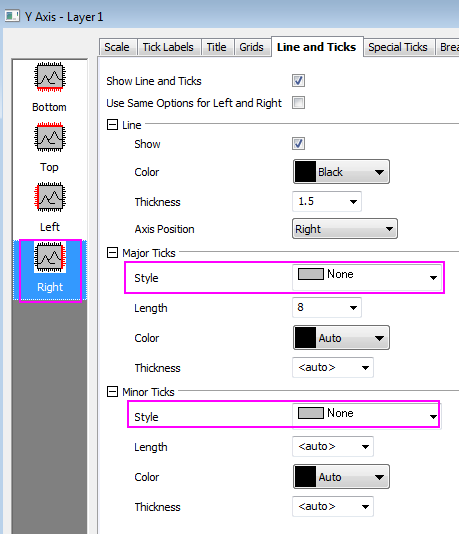 Y Axis - Layer 1
Scale Tick Labels Title Grids Line and Ticks Special Ticks Brea
Bottom
Top
Left
Right
Show Line and Ticks
Use Same Options for Left and Right
Line
Show
Color Black
Thickness 1.5
Axis Position Right
Major Ticks
Style None
Length 8
Color Auto
Thickness <auto>
Minor Ticks
Style None
Length <auto>
Color Auto
Thickness <auto>